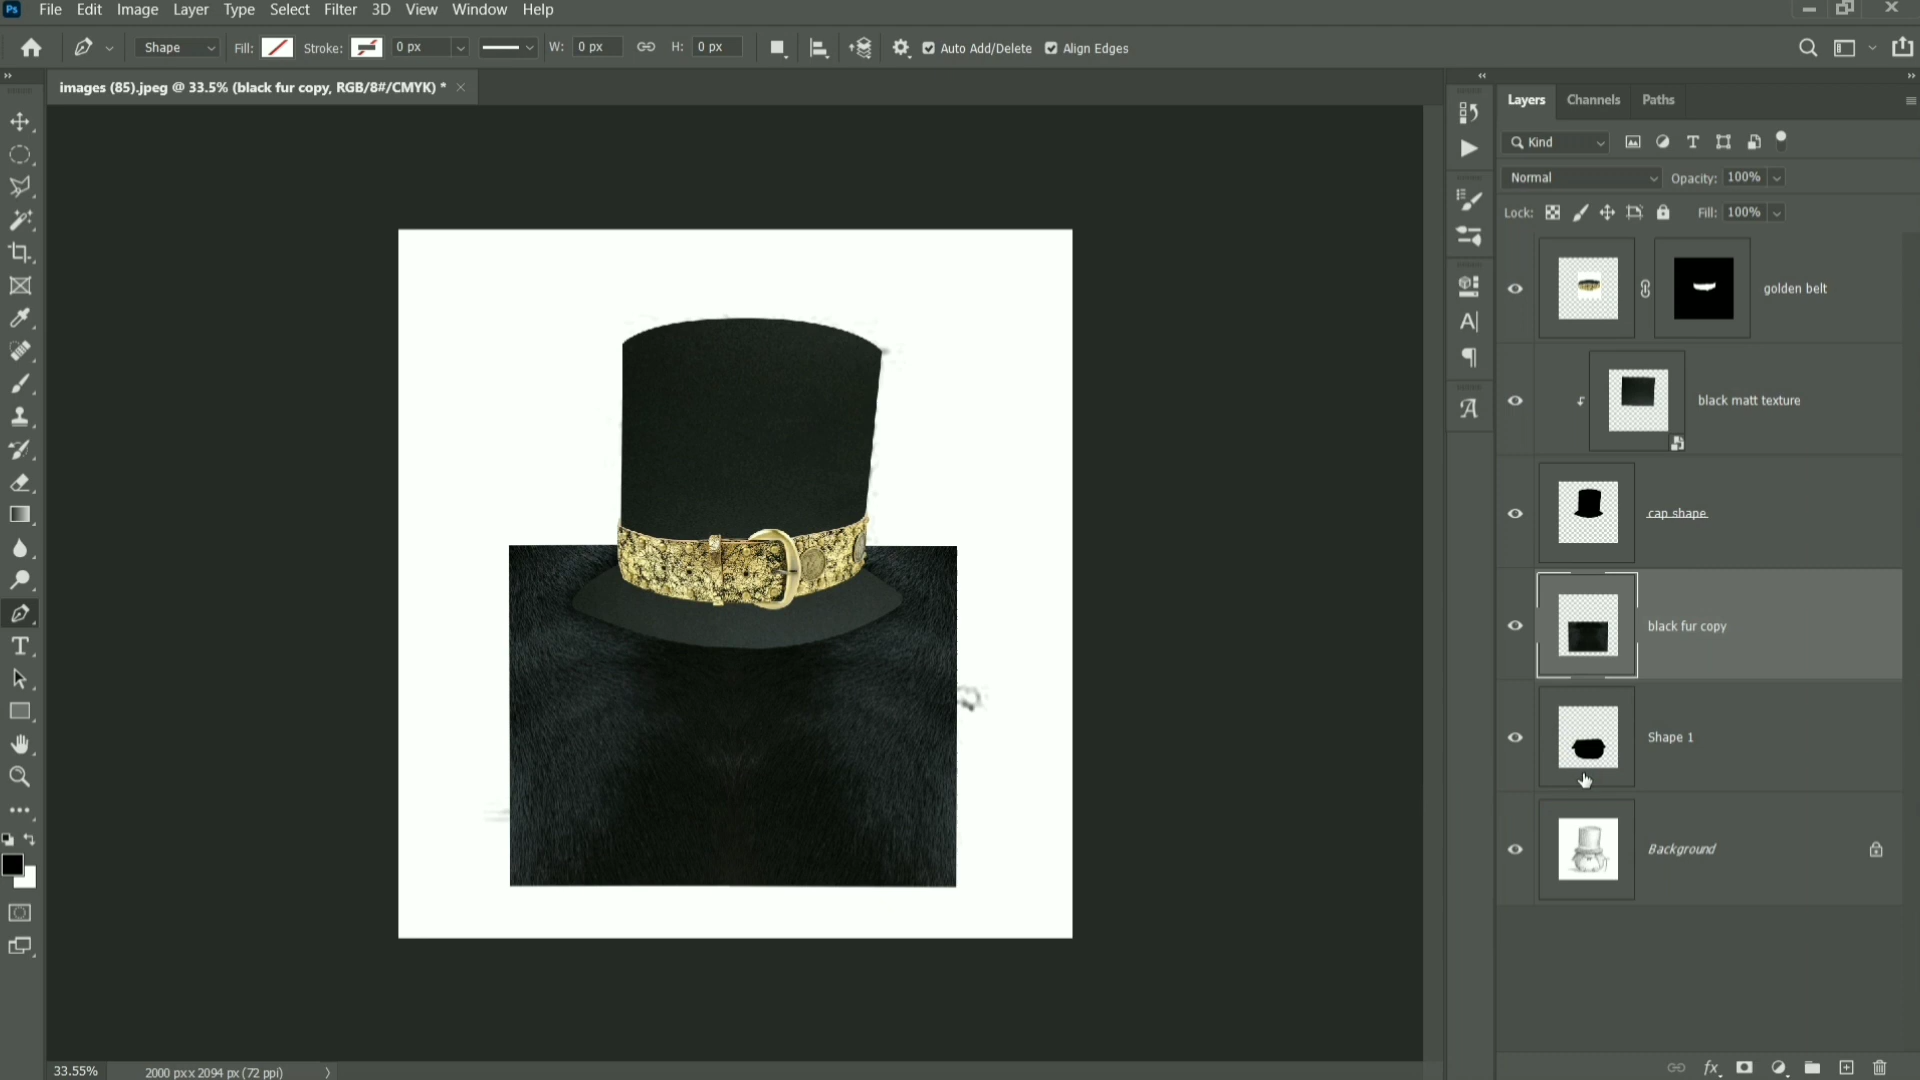 Ps File Edit Image Layer Type Select Filter 3D View Window Help
Shape Fill: Stroke: 0 px W: 0 px H: 0 px Auto Add/Delete Align Edges
images (85).jpeg @ 33.5% (black fur copy, RGB/8#/CMYK) *
Layers Channels Paths
Kind
Normal Opacity: 100%
Lock: Fill: 100%
golden belt
black matt texture
cap shape
black fur copy
Shape 1
Background
33.55% 2000 px x 2094 px (72 ppi)